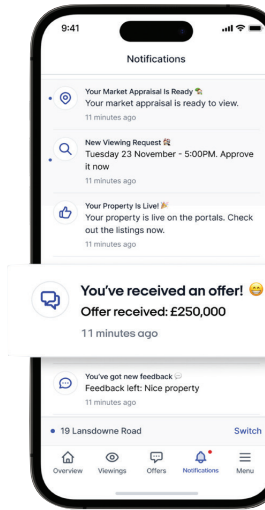 9:41
Notifications
Your Market Appraisal Is Ready 🏡
Your market appraisal is ready to view.
11 minutes ago
New Viewing Request
Tuesday 23 November - 5:00PM. Approve
it now
11 minutes ago
Your Property Is Live! 🎉
Your property is live on the portals. Check
out the listings now.
11 minutes ago
You've received an offer! 😁
Offer received: £250,000
11 minutes ago
You've got new feedback 💬
Feedback left: Nice property
11 minutes ago
19 Lansdowne Road Switch
Overview Viewings Offers Notifications Menu